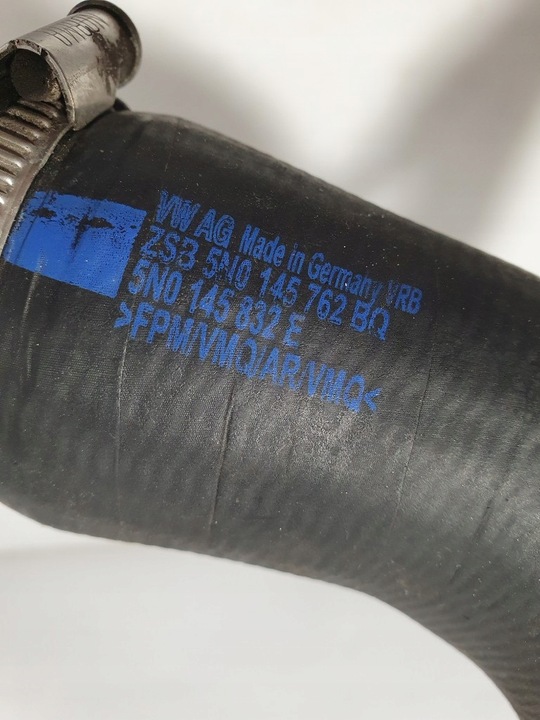 VW AG Made in Germany VRB
ZSB 5N0 145 762 BQ
5N0 145 832 E
>FPM/VMQ/AR/VMQ<